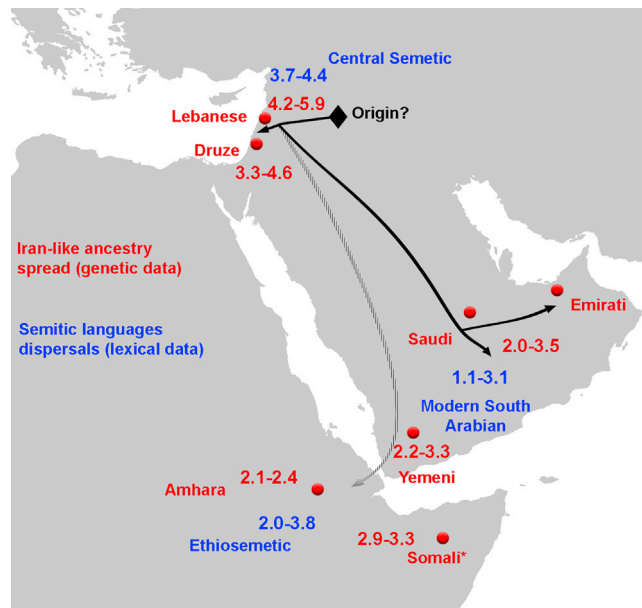 Central Semetic
3.7-4.4
4.2-5.9
Lebanese
Origin?
Druze
3.3-4.6
Iran-like ancestry
spread (genetic data)
Emirati
Semitic languages
dispersals (lexical data)
Saudi
2.0-3.5
1.1-3.1
Modern South
Arabian
2.2-3.3
Yemeni
2.1-2.4
Amhara
2.0-3.8
Ethiosemetic
2.9-3.3
Somali*